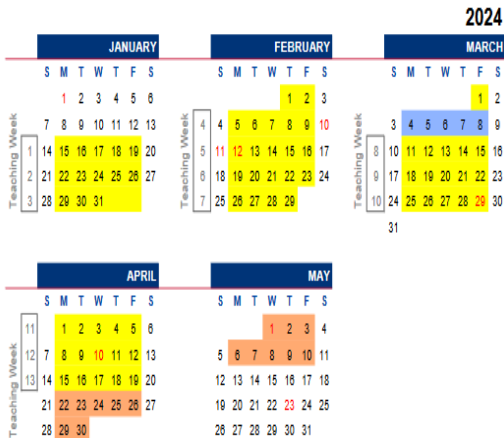 2024
JANUARY
S M T W T F S
1 2 3 4 5 6
7 8 9 10 11 12 13
1 14 15 16 17 18 19 20
2 21 22 23 24 25 26 27
3 28 29 30 31
Teaching Week
FEBRUARY
S M T W T F S
1 2 3
4 4 5 6 7 8 9 10
5 11 12 13 14 15 16 17
6 18 19 20 21 22 23 24
7 25 26 27 28 29
Teaching Week
MARCH
S M T W T F S
1 2
3 4 5 6 7 8 9
8 10 11 12 13 14 15 16
9 17 18 19 20 21 22 23
10 24 25 26 27 28 29 30
31
Teaching Week
APRIL
S M T W T F S
11 1 2 3 4 5 6
12 7 8 9 10 11 12 13
13 14 15 16 17 18 19 20
21 22 23 24 25 26 27
28 29 30
Teaching Week
MAY
S M T W T F S
1 2 3 4
5 6 7 8 9 10 11
12 13 14 15 16 17 18
19 20 21 22 23 24 25
26 27 28 29 30 31